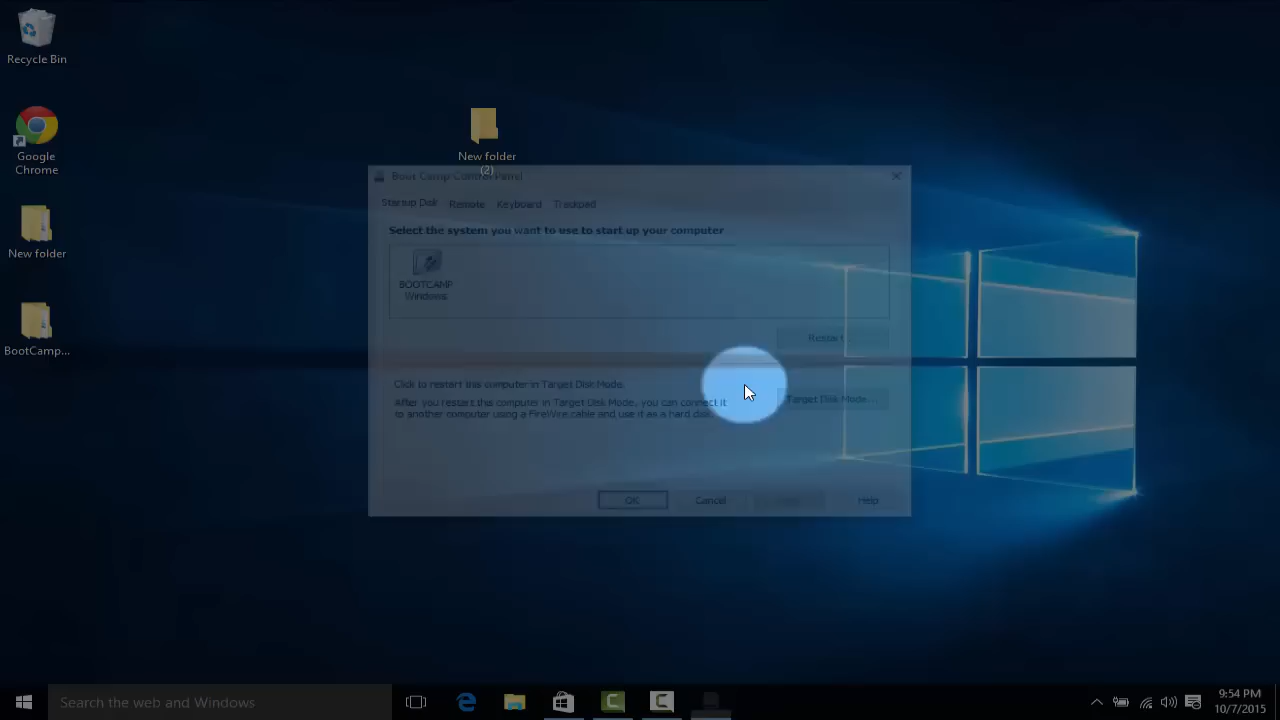 Recycle Bin
Google
Chrome
New folder
BootCamp...
New folder
(2)
Boot Camp Control Panel
Startup Disk Remote Keyboard Trackpad
Select the system you want to use to start up your computer
BOOTCAMP
Windows
Restart
Click to restart this computer in Target Disk Mode.
After you restart this computer in Target Disk Mode, you can connect it
to another computer using a FireWire cable and use it as a hard disk.
Target Disk Mode...
OK Cancel Help
Search the web and Windows
9:54 PM
10/7/2015